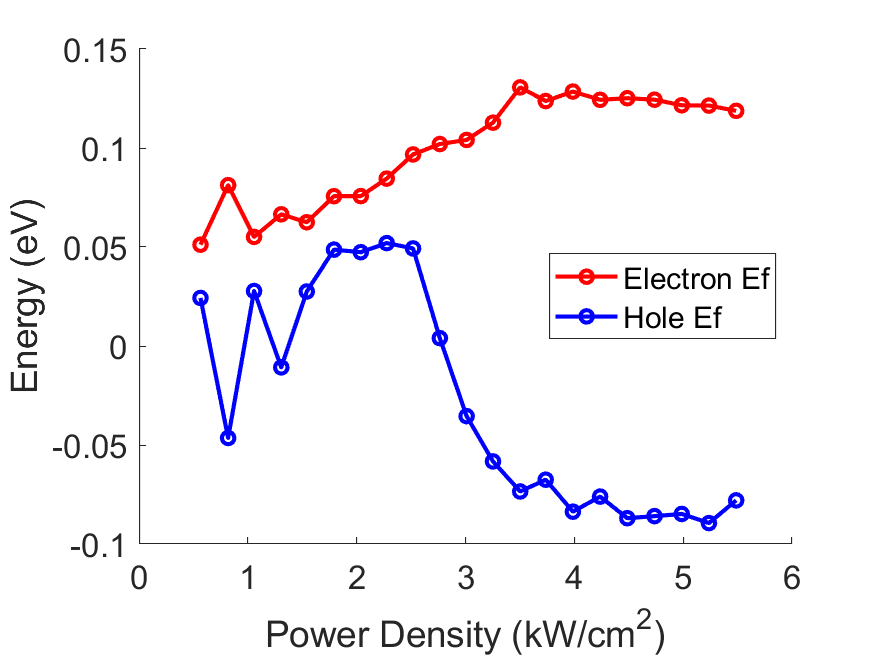 0.15
0.1
0.05
0
-0.05
-0.1
Energy (eV)
Electron Ef
Hole Ef
0 1 2 3 4 5 6
Power Density (kW/cm²)